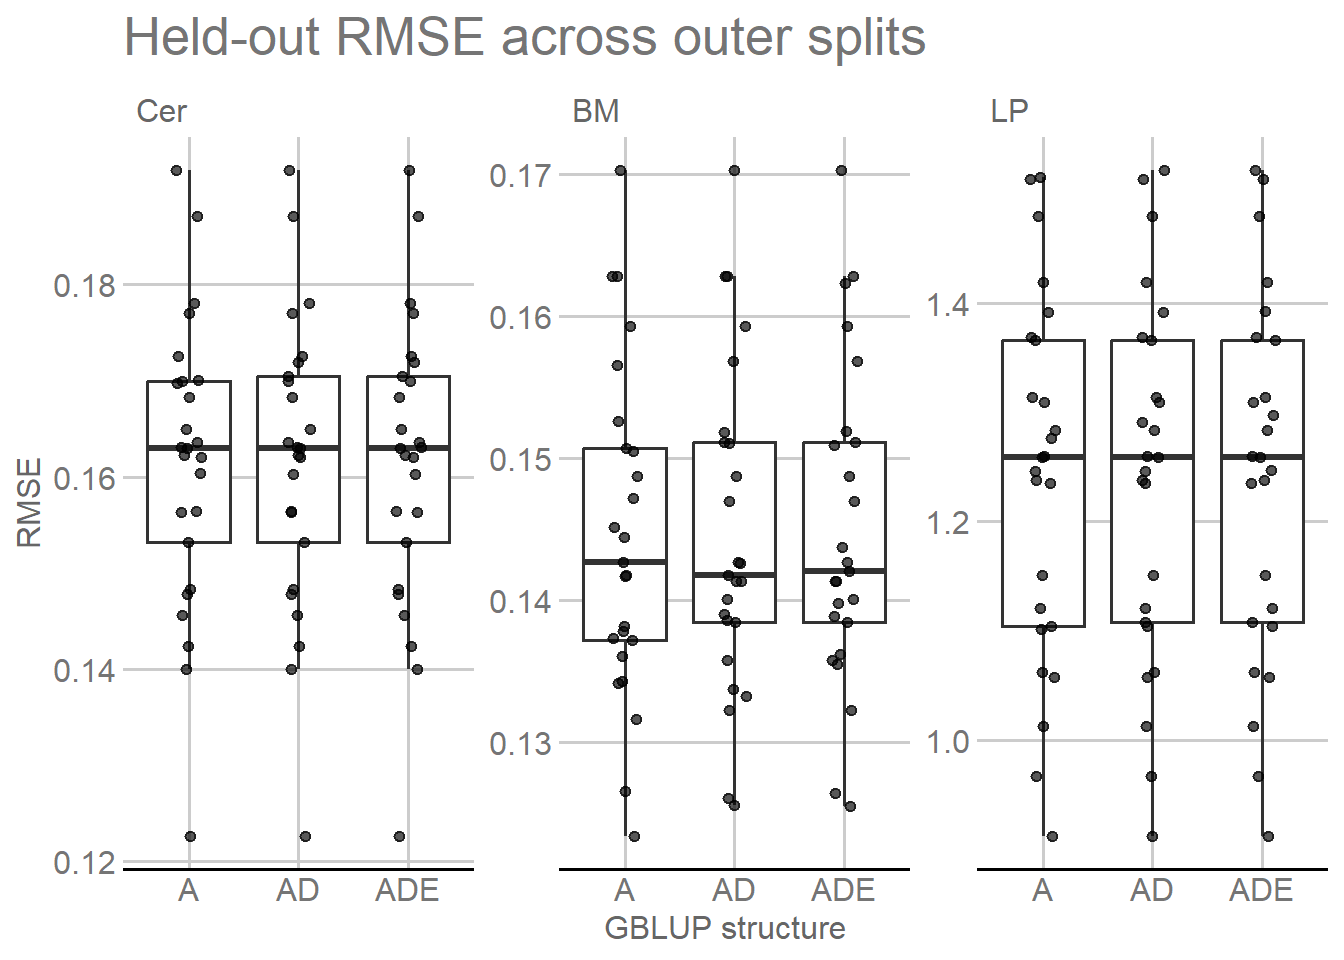 Held-out RMSE across outer splits
Cer
BM
LP
RMSE
0.18
0.16
0.14
0.12
0.17
0.16
0.15
0.14
0.13
1.4
1.2
1.0
A AD ADE
A AD ADE
A AD ADE
GBLUP structure